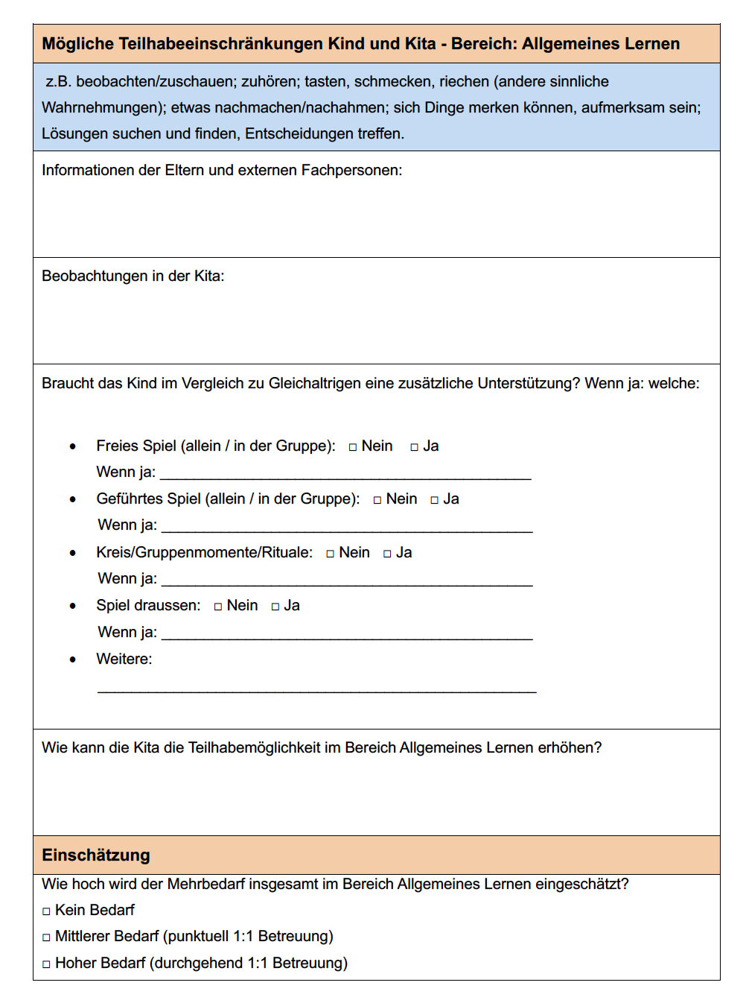 Mögliche Teilhabeeinschränkungen Kind und Kita - Bereich: Allgemeines Lernen
z.B. beobachten/zuschauen; zuhören; tasten, schmecken, riechen (andere sinnliche
Wahrnehmungen); etwas nachmachen/nachahmen; sich Dinge merken können, aufmerksam sein;
Lösungen suchen und finden, Entscheidungen treffen.
Informationen der Eltern und externen Fachpersonen:
Beobachtungen in der Kita:
Braucht das Kind im Vergleich zu Gleichaltrigen eine zusätzliche Unterstützung? Wenn ja: welche:
• Freies Spiel (allein / in der Gruppe): □ Nein □ Ja
Wenn ja: _____________________________________________
• Geführtes Spiel (allein / in der Gruppe): □ Nein □ Ja
Wenn ja: _____________________________________________
• Kreis/Gruppenmomente/Rituale: □ Nein □ Ja
Wenn ja: _____________________________________________
• Spiel draussen: □ Nein □ Ja
Wenn ja: _____________________________________________
• Weitere:
_____________________________________________________
Wie kann die Kita die Teilhabemöglichkeit im Bereich Allgemeines Lernen erhöhen?
Einschätzung
Wie hoch wird der Mehrbedarf insgesamt im Bereich Allgemeines Lernen eingeschätzt?
□ Kein Bedarf
□ Mittlerer Bedarf (punktuell 1:1 Betreuung)
□ Hoher Bedarf (durchgehend 1:1 Betreuung)